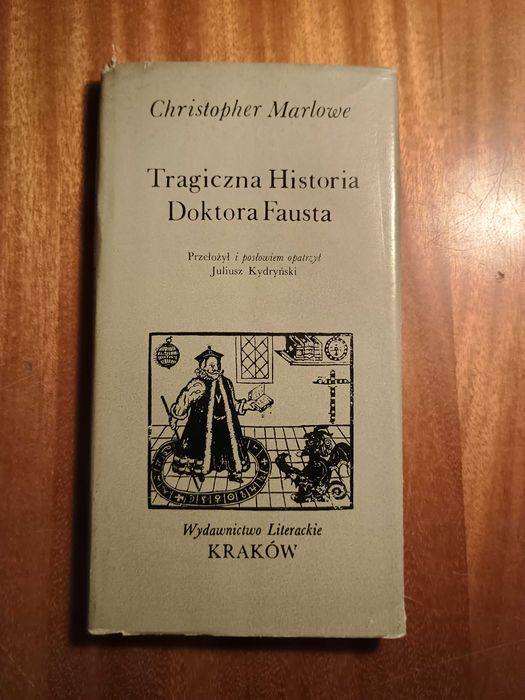 Christopher Marlowe
Tragiczna Historia
Doktora Fausta
Przełożył i posłowiem opatrzył
Juliusz Kydryński
Wydawnictwo Literackie
KRAKÓW